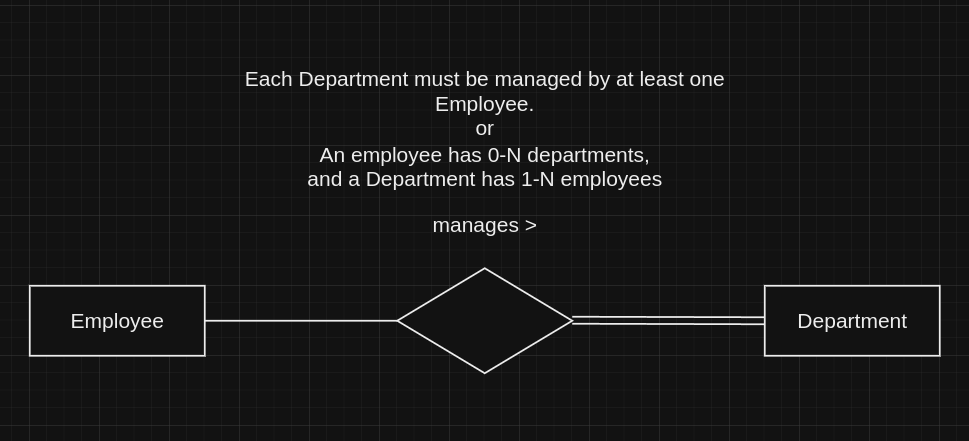 Each Department must be managed by at least one
Employee.
or
An employee has 0-N departments,
and a Department has 1-N employees
manages >
Employee
Department